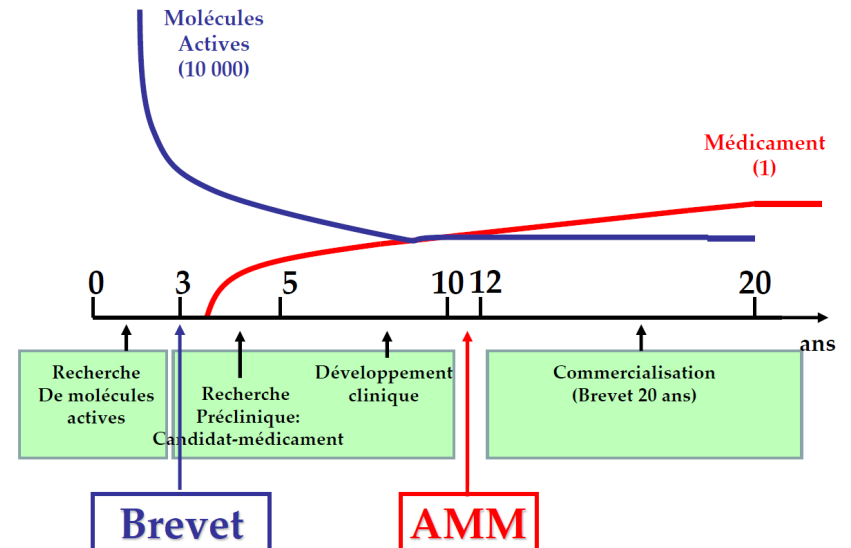 Molécules
Actives
(10 000)
Médicament
(1)
0 3 5 10 12 20
ans
Recherche
De molécules
actives
Recherche
Préclinique:
Candidat-médicament
Développement
clinique
Commercialisation
(Brevet 20 ans)
Brevet
AMM